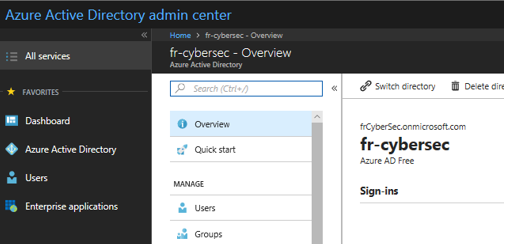 Azure Active Directory admin center
All services
FAVORITES
Dashboard
Azure Active Directory
Users
Enterprise applications
Home > fr-cybersec - Overview
fr-cybersec - Overview
Azure Active Directory
Search (Ctrl+/)
Overview
Quick start
MANAGE
Users
Groups
Switch directory
Delete dire
frCyberSec.onmicrosoft.com
fr-cybersec
Azure AD Free
Sign-ins